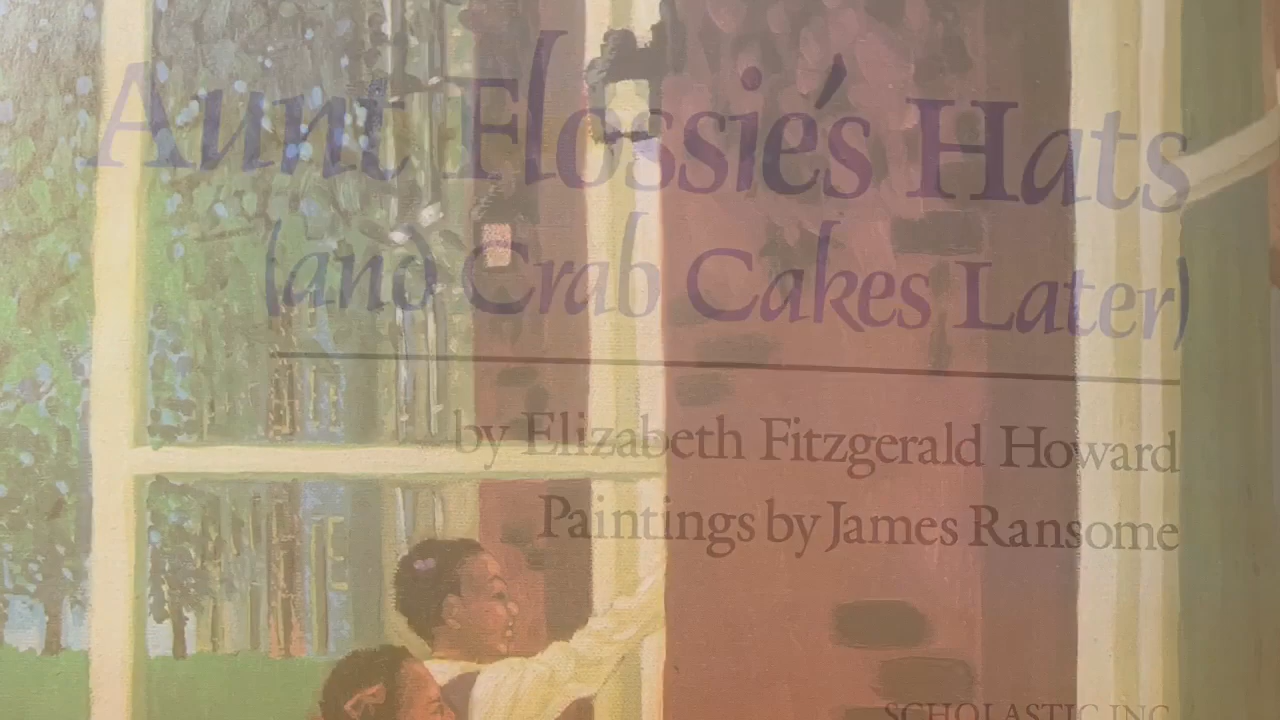 Aunt Flossie's Hats
(and Crab Cakes Later)
by Elizabeth Fitzgerald Howard
Paintings by James Ransome
SCHOLASTIC INC.